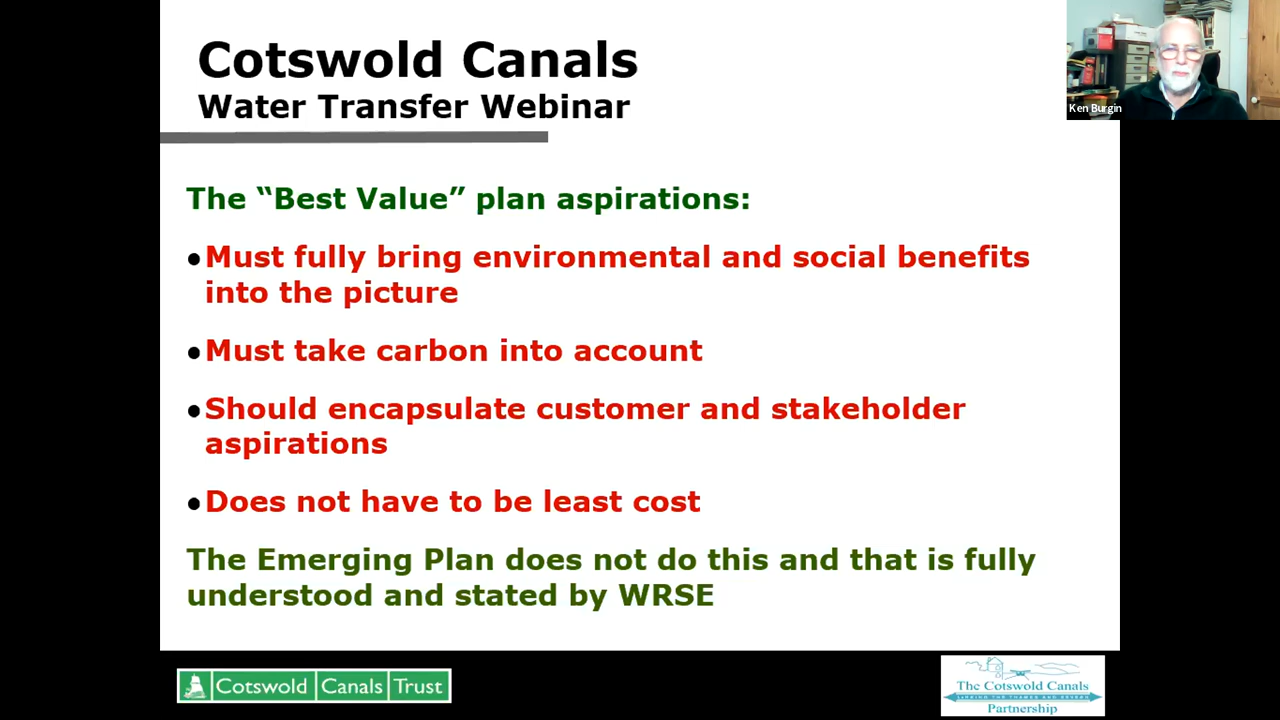 Cotswold Canals
Water Transfer Webinar
Ken Burgin
The “Best Value” plan aspirations:
●Must fully bring environmental and social benefits
into the picture
●Must take carbon into account
●Should encapsulate customer and stakeholder
aspirations
●Does not have to be least cost
The Emerging Plan does not do this and that is fully
understood and stated by WRSE
Cotswold Canals Trust
The Cotswold Canals
Partnership